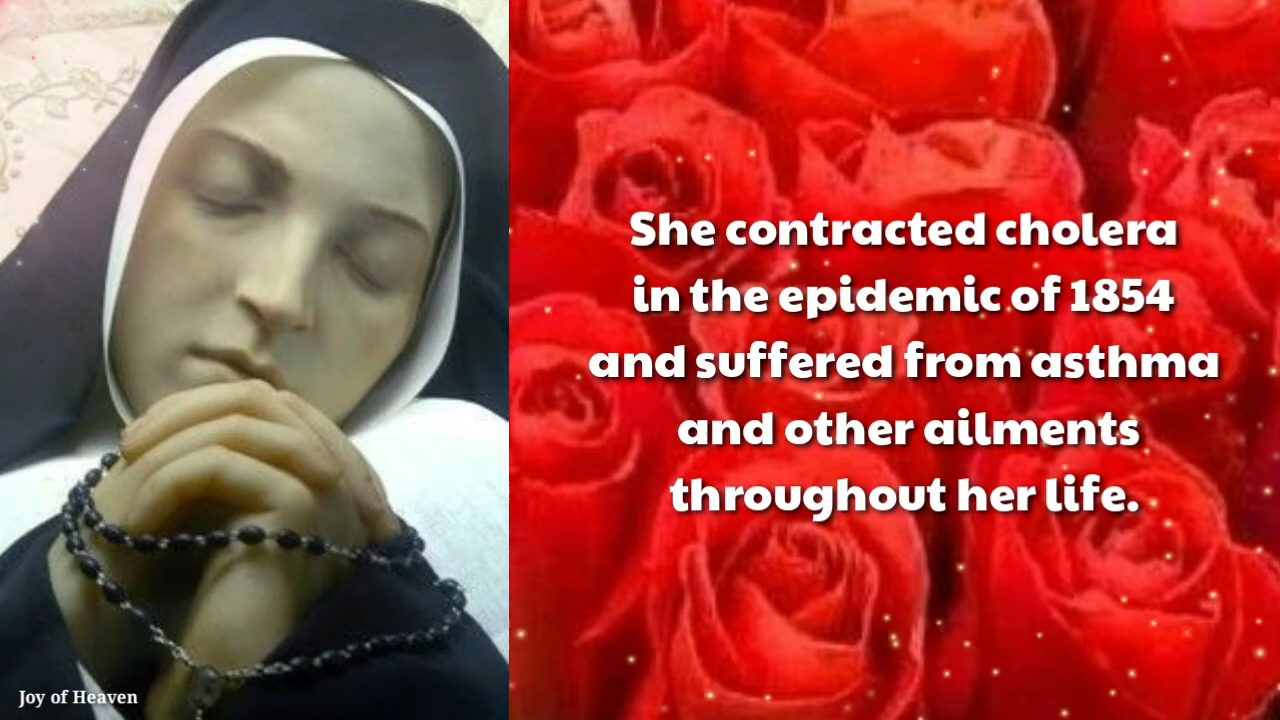 She contracted cholera
in the epidemic of 1854
and suffered from asthma
and other ailments
throughout her life.
Joy of Heaven